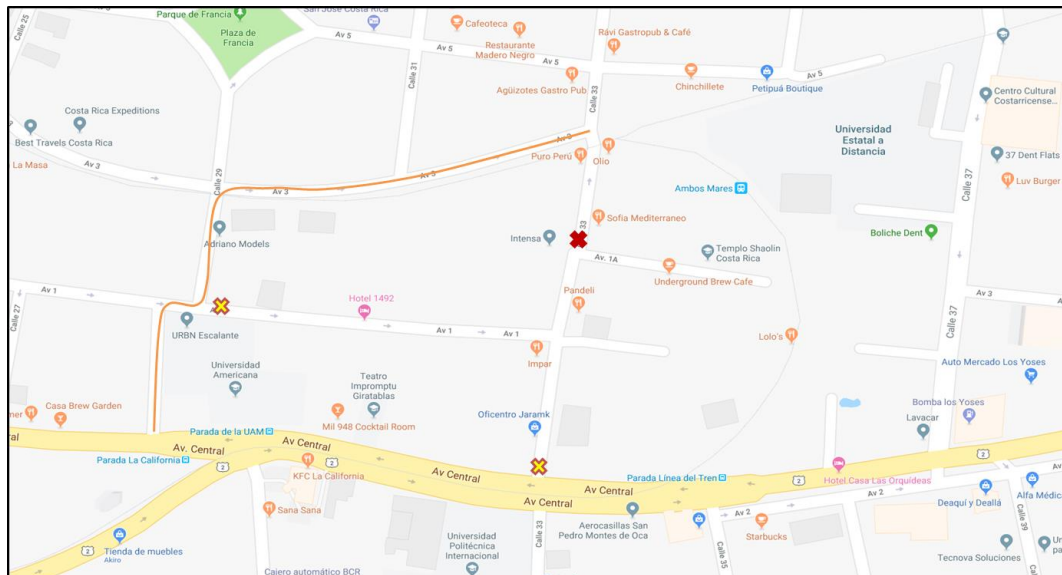 Parque de Francia
Plaza de
Francia
San José Costa Rica
Cafeoteca
Restaurante
Madero Negro
Ravi Gastropub & Café
Calle 25
Av 5
Av 5
Av 5
Calle 31
Calle 33
Agüizotes Gastro Pub
Chinchillete
Petipuá Boutique
Centro Cultural
Costarricense...
Costa Rica Expeditions
Best Travels Costa Rica
Universidad
Estatal a
Distancia
La Masa
Av 3
Calle 29
Av 3
Puro Perú
Olio
37 Dent Flats
Luv Burger
Calle 37
Ambos Mares
Adriano Models
Sofia Mediterraneo
33
Intensa
Boliche Dent
Templo Shaolin
Costa Rica
Av. 1A
Underground Brew Cafe
Av 1
Hotel 1492
Pandeli
Av 3
Calle 27
URBN Escalante
Av 1
Av 1
Calle 37
Lolo's
Impar
Universidad
Americana
Teatro
Impromptu
Giratablas
Auto Mercado Los Yoses
Casa Brew Garden
Mil 948 Cocktail Room
Oficentro Jaramk
Bomba los Yoses
Lavacar
ner
Parada de la UAM
Av. Central
Av Central
Parada La California
2
KFC La California
Av Central
Av Central
Av Central
Parada Línea del Tren
2
2
Hotel Casa Las Orquídeas
Sana Sana
Aerocasillas San
Pedro Montes de Oca
Av 2
Av 2
Deaquí y Deallá
Alfa Médica
Starbucks
Calle 33
Calle 35
Calle 39
Tienda de muebles
Akiro
2
Universidad
Politécnica
Internacional
Cajero automático BCR
Tecnova Soluciones